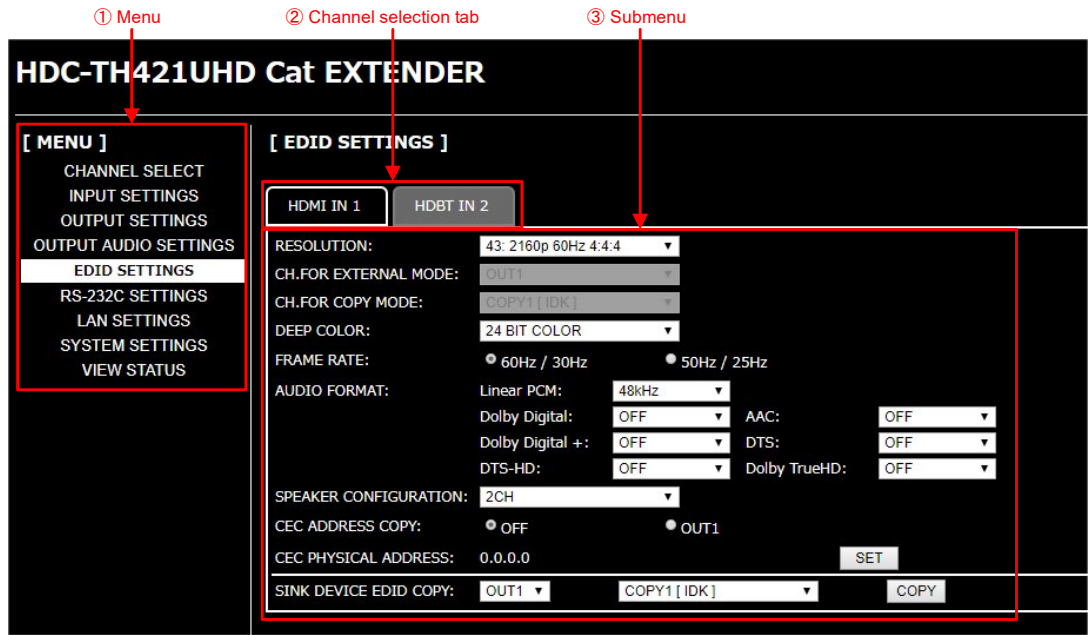 ① Menu
② Channel selection tab
③ Submenu
HDC-TH421UHD Cat EXTENDER
[ MENU ]
CHANNEL SELECT
INPUT SETTINGS
OUTPUT SETTINGS
OUTPUT AUDIO SETTINGS
EDID SETTINGS
RS-232C SETTINGS
LAN SETTINGS
SYSTEM SETTINGS
VIEW STATUS
[ EDID SETTINGS ]
HDMI IN 1 HDBT IN 2
RESOLUTION: 43: 2160p 60Hz 4:4:4
CH.FOR EXTERNAL MODE: OUT1
CH.FOR COPY MODE: COPY1 [ IDK ]
DEEP COLOR: 24 BIT COLOR
FRAME RATE: 60Hz / 30Hz 50Hz / 25Hz
AUDIO FORMAT: Linear PCM: 48kHz
Dolby Digital: OFF AAC: OFF
Dolby Digital +: OFF DTS: OFF
DTS-HD: OFF Dolby TrueHD: OFF
SPEAKER CONFIGURATION: 2CH
CEC ADDRESS COPY: OFF OUT1
CEC PHYSICAL ADDRESS: 0.0.0.0 SET
SINK DEVICE EDID COPY: OUT1 COPY1 [ IDK ] COPY